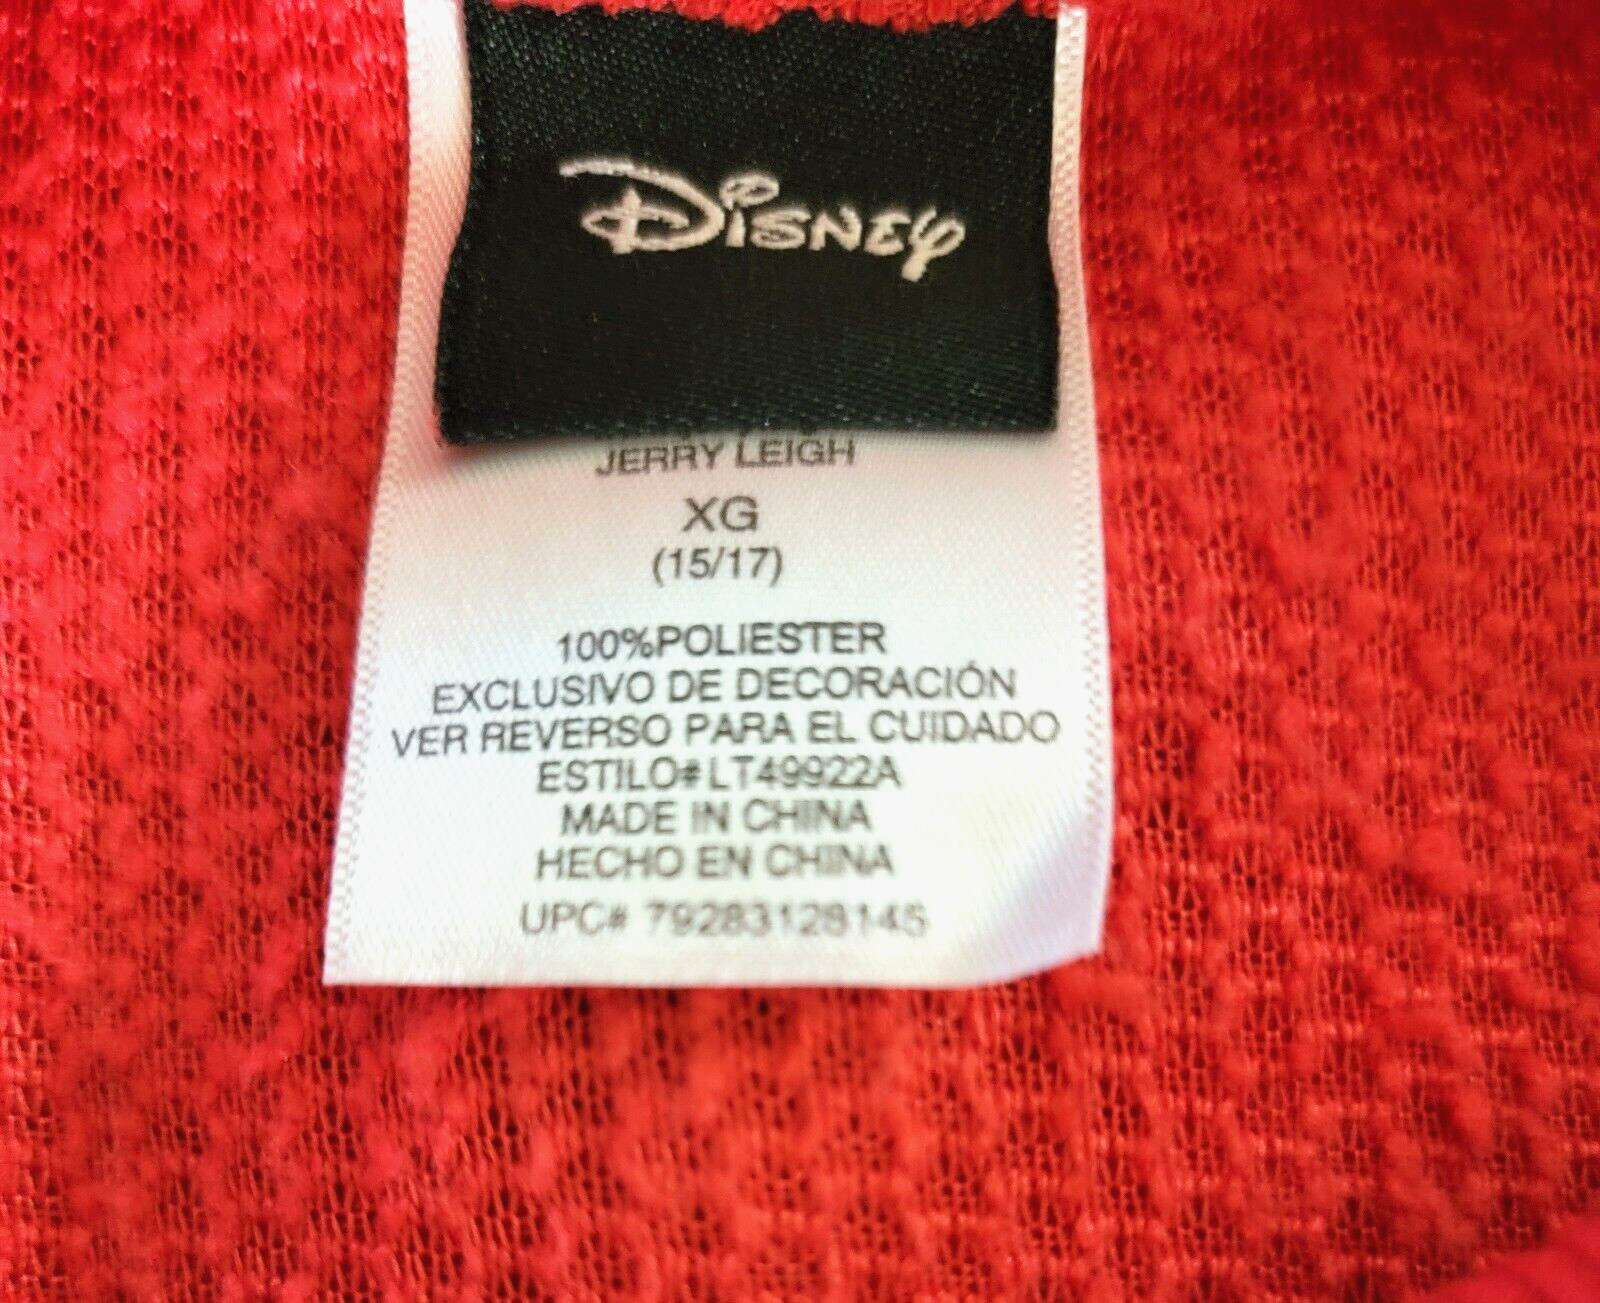 DISNEY
JERRY LEIGH
XG
(15/17)
100%POLIESTER
EXCLUSIVO DE DECORACIÓN
VER REVERSO PARA EL CUIDADO
ESTILO#LT49922A
MADE IN CHINA
HECHO EN CHINA
UPC#